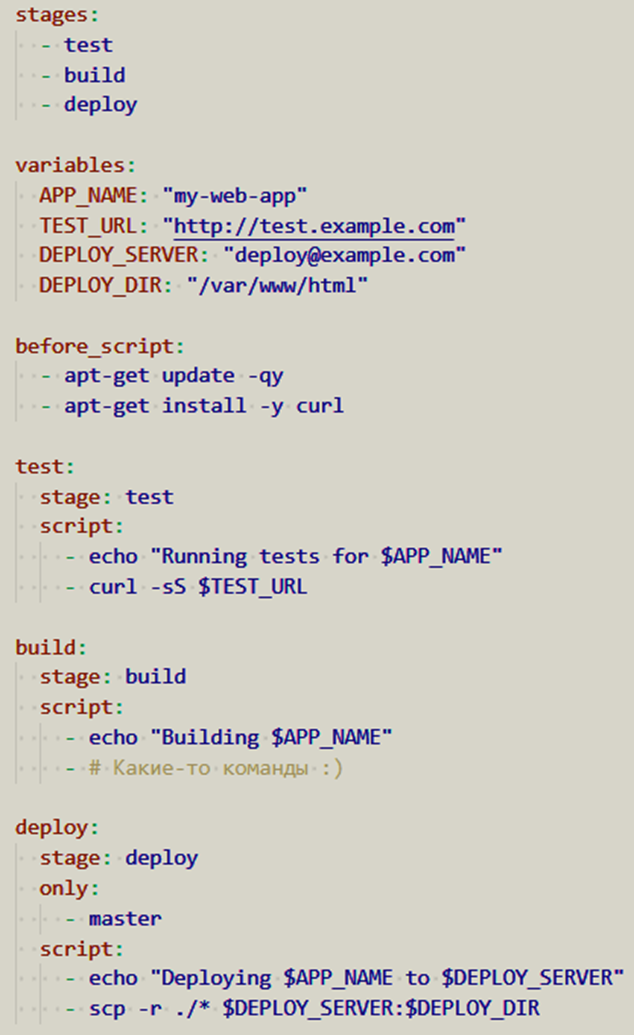 stages:
  - test
  - build
  - deploy

variables:
  APP_NAME: "my-web-app"
  TEST_URL: "http://test.example.com"
  DEPLOY_SERVER: "deploy@example.com"
  DEPLOY_DIR: "/var/www/html"

before_script:
  - apt-get update -qy
  - apt-get install -y curl

test:
  stage: test
  script:
    - echo "Running tests for $APP_NAME"
    - curl -sS $TEST_URL

build:
  stage: build
  script:
    - echo "Building $APP_NAME"
    - # Какие-то команды :)

deploy:
  stage: deploy
  only:
    - master
  script:
    - echo "Deploying $APP_NAME to $DEPLOY_SERVER"
    - scp -r ./* $DEPLOY_SERVER:$DEPLOY_DIR